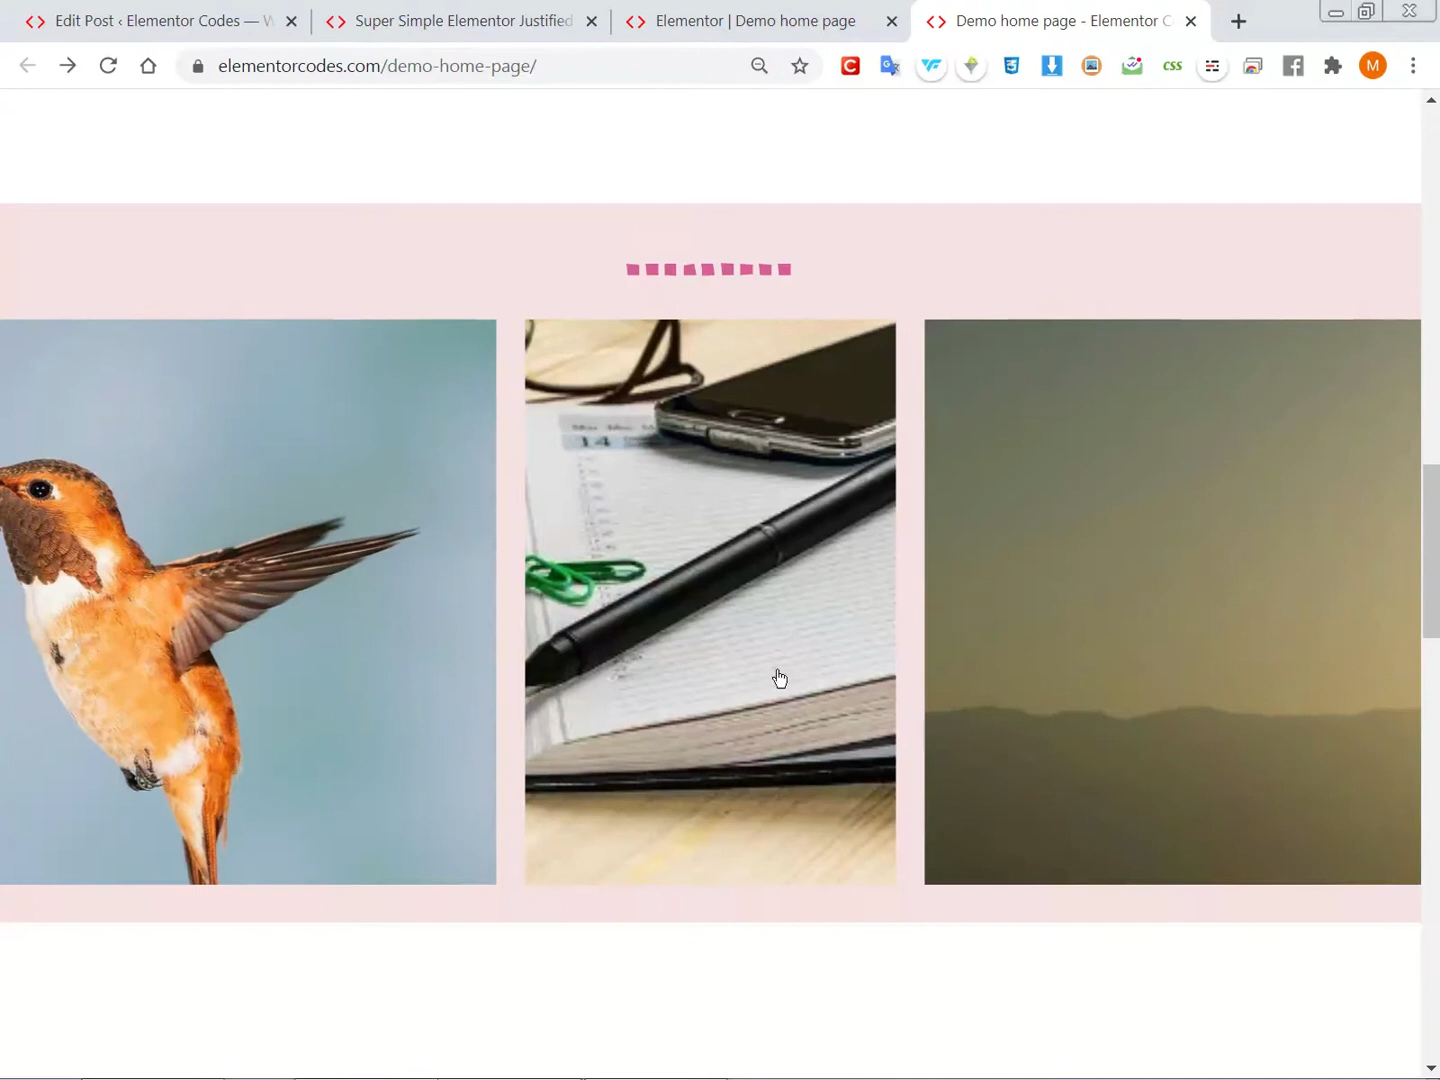 Edit Post ‹ Elementor Codes — W
Super Simple Elementor Justified
Elementor | Demo home page
Demo home page - Elementor C
elementorcodes.com/demo-home-page/
C
CSS
M
14